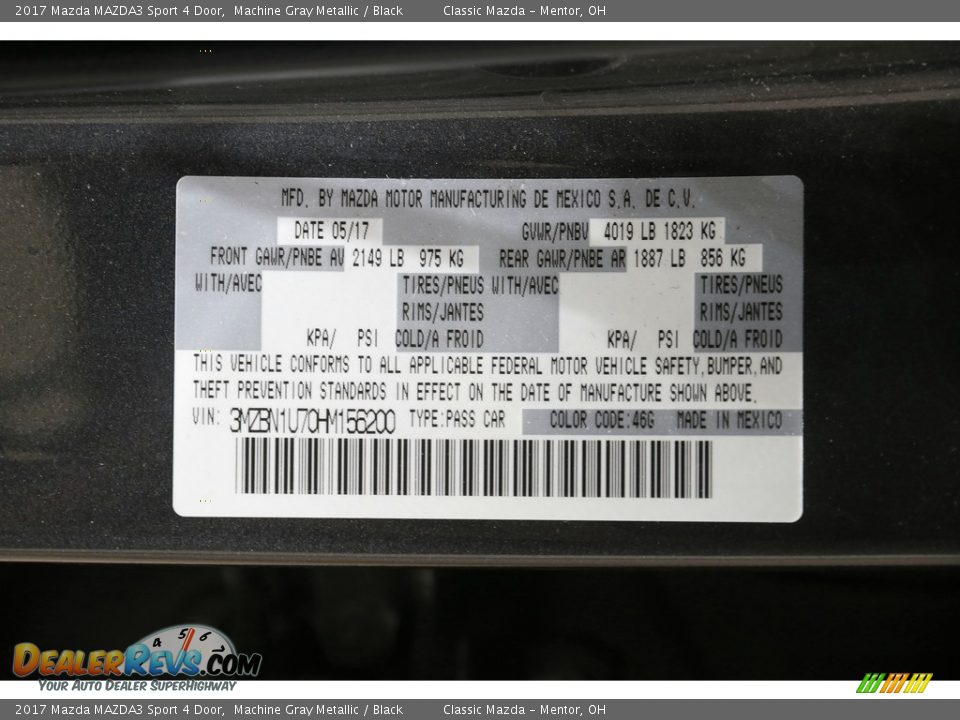 2017 Mazda MAZDA3 Sport 4 Door,  Machine Gray Metallic / Black  Classic Mazda – Mentor, OH
MFD. BY MAZDA MOTOR MANUFACTURING DE MEXICO S.A. DE C.V.
DATE 05/17 GVWR/PNBV 4019 LB 1823 KG
FRONT GAWR/PNBE AV 2149 LB 975 KG REAR GAWR/PNBE AR 1887 LB 856 KG
WITH/AVEC TIRES/PNEUS WITH/AVEC TIRES/PNEUS
RIMS/JANTES RIMS/JANTES
KPA/ PSI COLD/A FROID KPA/ PSI COLD/A FROID
THIS VEHICLE CONFORMS TO ALL APPLICABLE FEDERAL MOTOR VEHICLE SAFETY,BUMPER,AND
THEFT PREVENTION STANDARDS IN EFFECT ON THE DATE OF MANUFACTURE SHOWN ABOVE.
VIN: 3MZBN1U70HM156200 TYPE:PASS CAR COLOR CODE:46G MADE IN MEXICO
4 5 6
DEALERREVS.COM
YOUR AUTO DEALER SUPERHIGHWAY
2017 Mazda MAZDA3 Sport 4 Door,  Machine Gray Metallic / Black  Classic Mazda – Mentor, OH